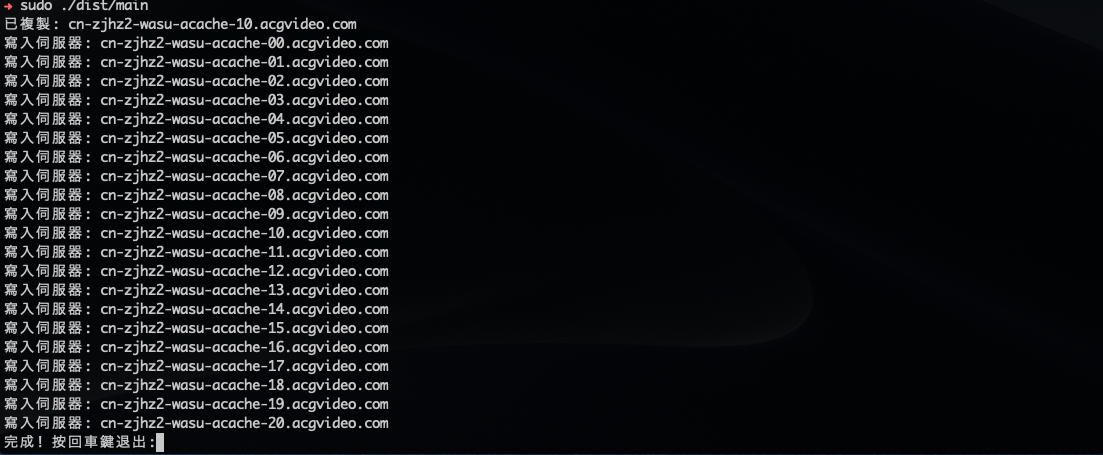 ➜ sudo ./dist/main
已複製: cn-zjhz2-wasu-acache-10.acgvideo.com
寫入伺服器: cn-zjhz2-wasu-acache-00.acgvideo.com
寫入伺服器: cn-zjhz2-wasu-acache-01.acgvideo.com
寫入伺服器: cn-zjhz2-wasu-acache-02.acgvideo.com
寫入伺服器: cn-zjhz2-wasu-acache-03.acgvideo.com
寫入伺服器: cn-zjhz2-wasu-acache-04.acgvideo.com
寫入伺服器: cn-zjhz2-wasu-acache-05.acgvideo.com
寫入伺服器: cn-zjhz2-wasu-acache-06.acgvideo.com
寫入伺服器: cn-zjhz2-wasu-acache-07.acgvideo.com
寫入伺服器: cn-zjhz2-wasu-acache-08.acgvideo.com
寫入伺服器: cn-zjhz2-wasu-acache-09.acgvideo.com
寫入伺服器: cn-zjhz2-wasu-acache-10.acgvideo.com
寫入伺服器: cn-zjhz2-wasu-acache-11.acgvideo.com
寫入伺服器: cn-zjhz2-wasu-acache-12.acgvideo.com
寫入伺服器: cn-zjhz2-wasu-acache-13.acgvideo.com
寫入伺服器: cn-zjhz2-wasu-acache-14.acgvideo.com
寫入伺服器: cn-zjhz2-wasu-acache-15.acgvideo.com
寫入伺服器: cn-zjhz2-wasu-acache-16.acgvideo.com
寫入伺服器: cn-zjhz2-wasu-acache-17.acgvideo.com
寫入伺服器: cn-zjhz2-wasu-acache-18.acgvideo.com
寫入伺服器: cn-zjhz2-wasu-acache-19.acgvideo.com
寫入伺服器: cn-zjhz2-wasu-acache-20.acgvideo.com
完成! 按回車鍵退出: